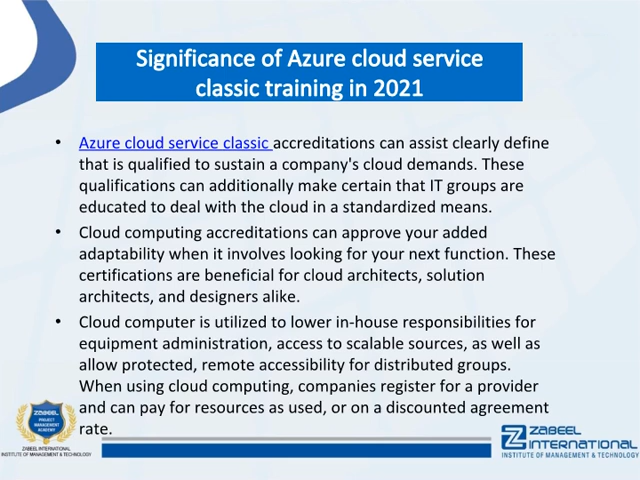 Significance of Azure cloud service
classic training in 2021
• Azure cloud service classic accreditations can assist clearly define
that is qualified to sustain a company's cloud demands. These
qualifications can additionally make certain that IT groups are
educated to deal with the cloud in a standardized means.
• Cloud computing accreditations can approve your added
adaptability when it involves looking for your next function. These
certifications are beneficial for cloud architects, solution
architects, and designers alike.
• Cloud computer is utilized to lower in-house responsibilities for
equipment administration, access to scalable sources, as well as
allow protected, remote accessibility for distributed groups.
When using cloud computing, companies register for a provider
and can pay for resources as used, or on a discounted agreement
rate.
ZABEEL
PROJECT
MANAGEMENT
ACADEMY
ZABEEL INTERNATIONAL
INSTITUTE OF MANAGEMENT & TECHNOLOGY
ZABEEL
INTERNATIONAL
INSTITUTE OF MANAGEMENT & TECHNOLOGY